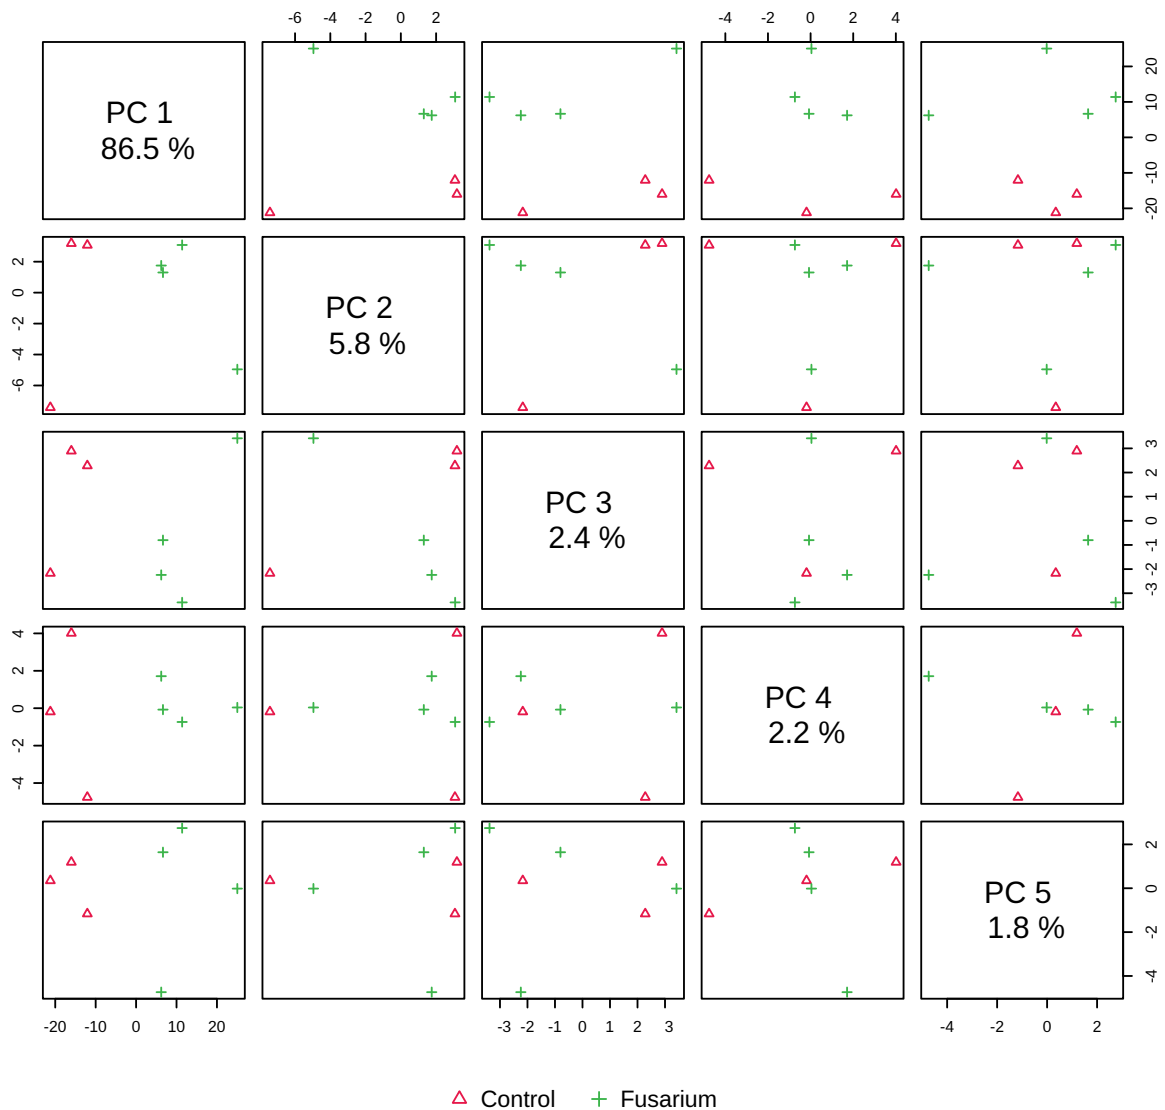 -6 -4 -2 0 2
-4 -2 0 2 4
PC 1
86.5 %
-20 -10 0 10 20
-6 -4 -2 0 2
PC 2
5.8 %
PC 3
2.4 %
-3 -2 -1 0 1 2 3
-4 -2 0 2 4
PC 4
2.2 %
PC 5
1.8 %
-4 -2 0 2
-20 -10 0 10 20
-3 -2 -1 0 1 2 3
-4 -2 0 2
Control Fusarium